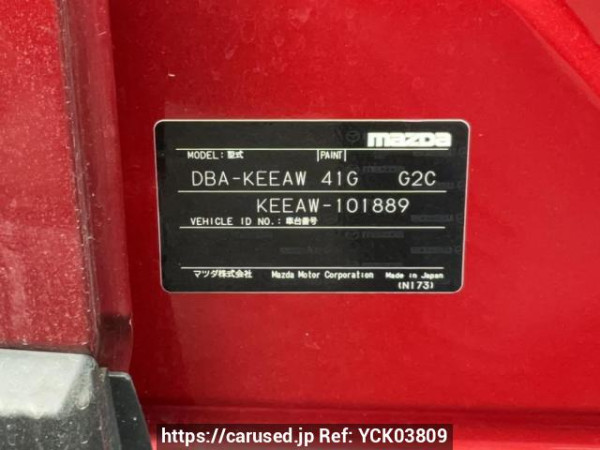 mazda
MODEL:型式 PAINT
DBA-KEEAW 41G G2C
KEEAW-101889
VEHICLE ID NO.:車台番号
マツダ株式会社 Mazda Motor Corporation Made in Japan
(N173)
https://carused.jp Ref: YCK03809